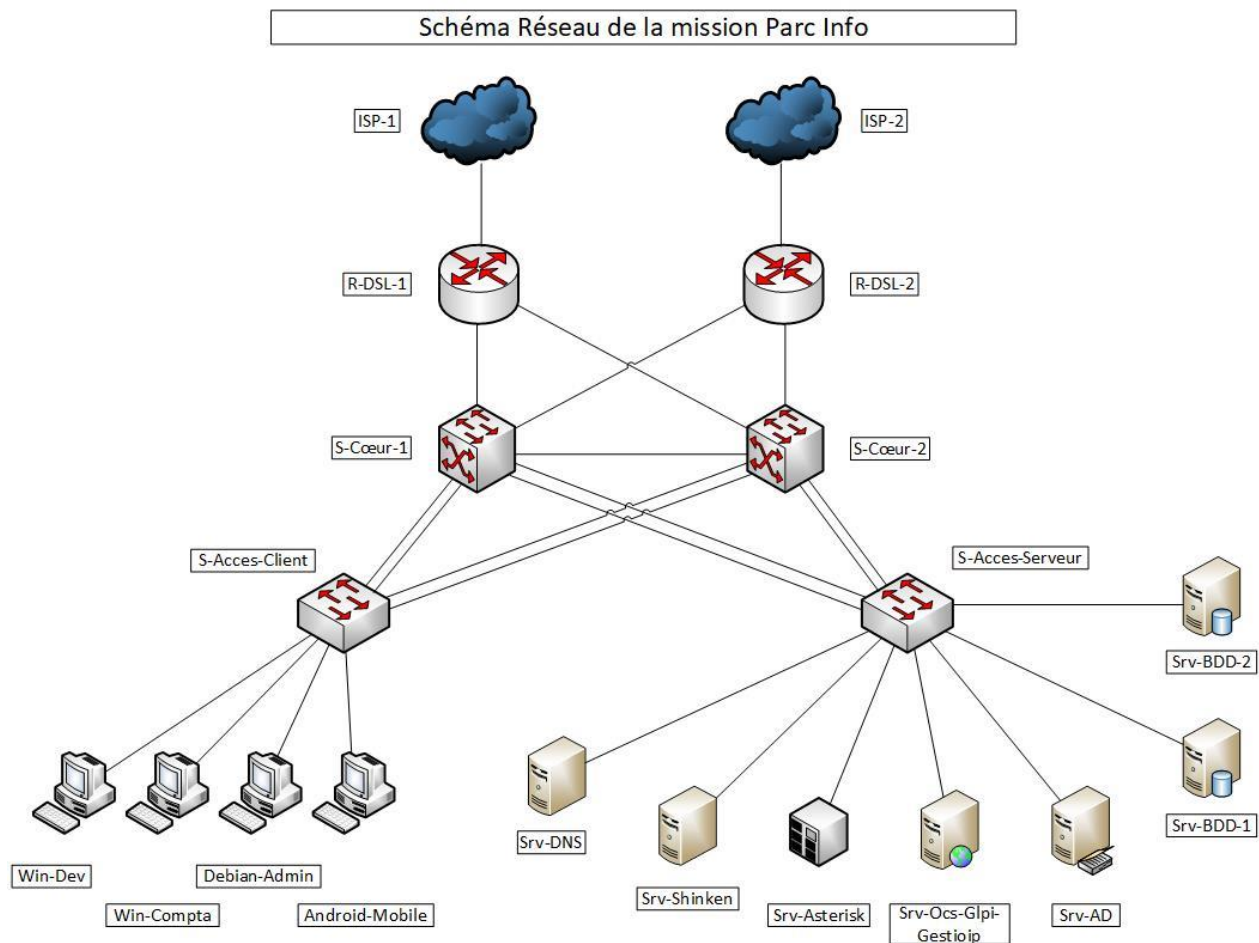 Schéma Réseau de la mission Parc Info
ISP-1
ISP-2
R-DSL-1
R-DSL-2
S-Cœur-1
S-Cœur-2
S-Acces-Client
S-Acces-Serveur
Srv-BDD-2
Srv-BDD-1
Srv-DNS
Win-Dev
Debian-Admin
Srv-Shinken
Win-Compta
Android-Mobile
Srv-Asterisk
Srv-Ocs-Glpi-
Gestioip
Srv-AD